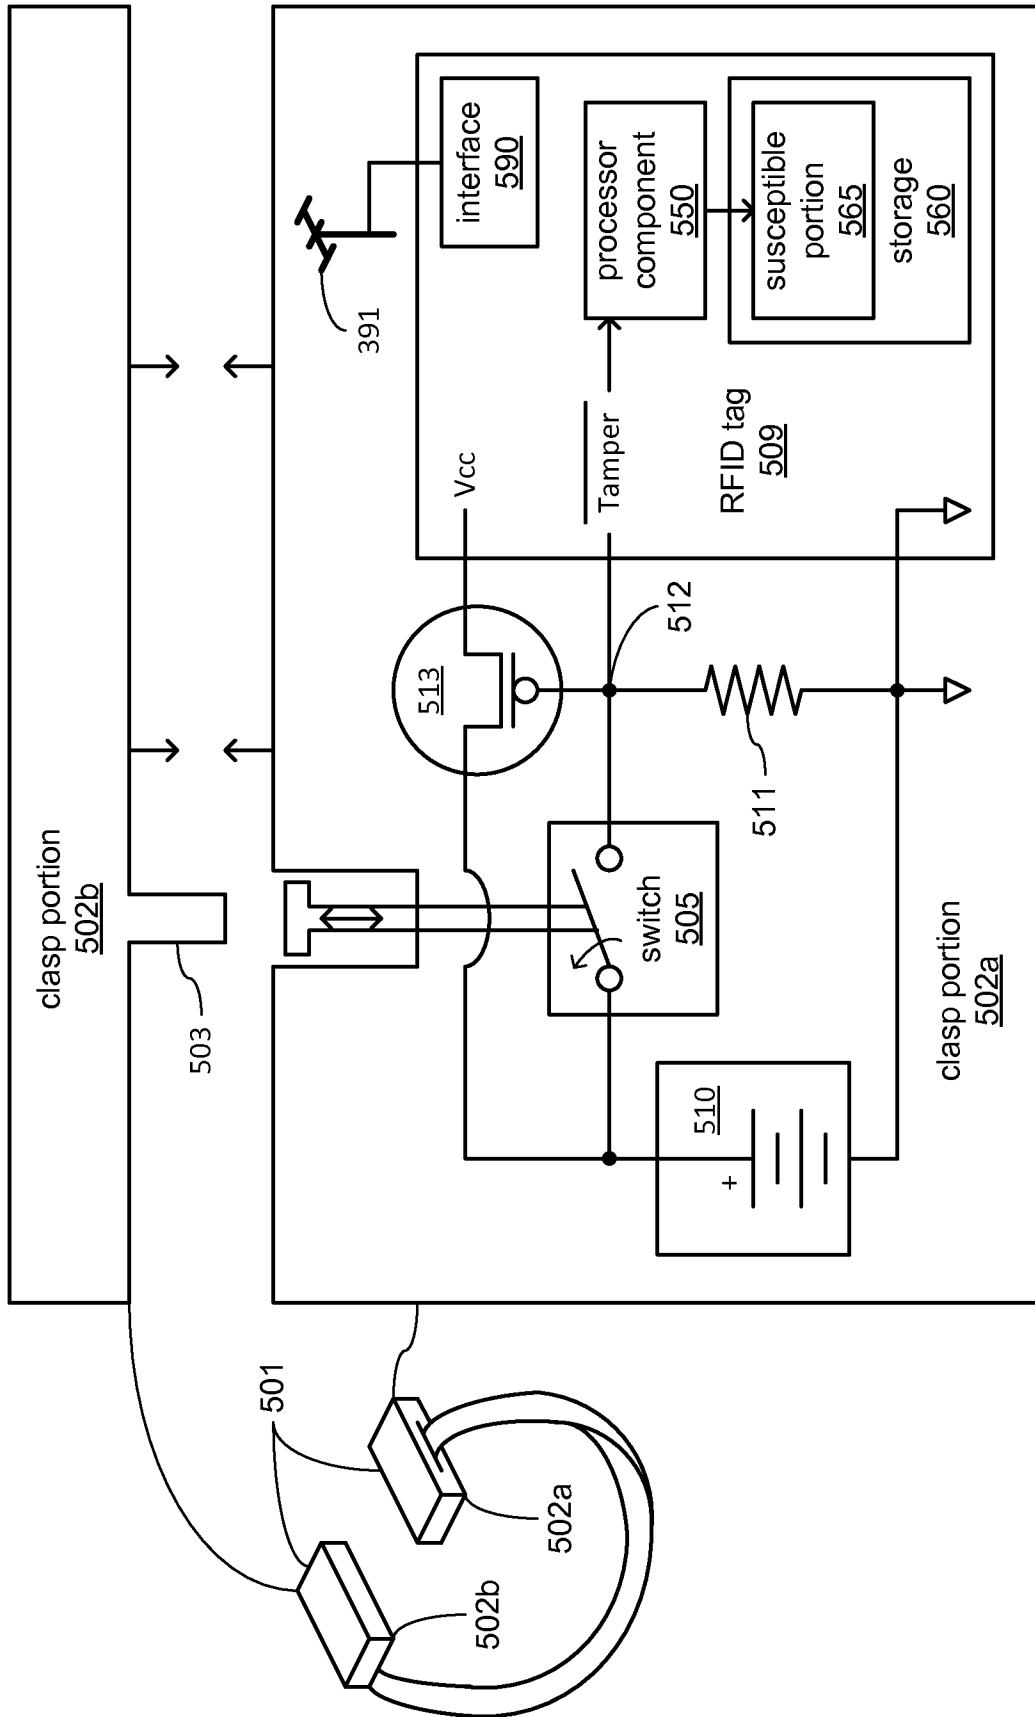 clasp portion
502b
503
391
interface
590
processor
component
550
susceptible
portion
565
storage
560
Vcc
Tamper
RFID tag
509
513
512
511
switch
505
510
+
clasp portion
502a
501
502a
502b